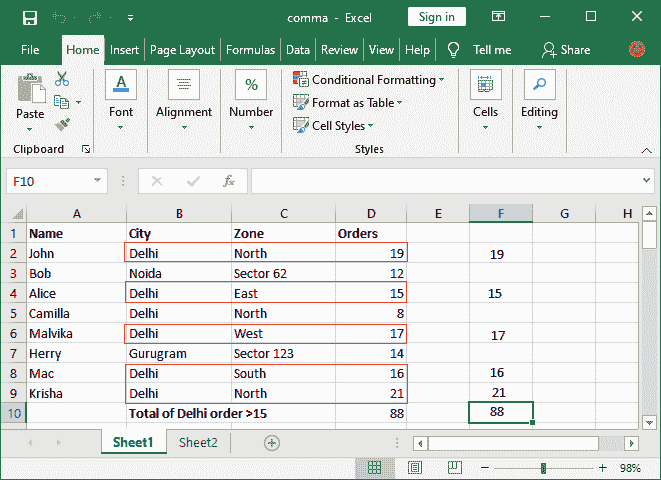 comma - Excel
Sign in
File Home Insert Page Layout Formulas Data Review View Help Tell me Share
Paste
Clipboard
Font
Alignment
%
Number
Conditional Formatting
Format as Table
Cell Styles
Styles
Cells
Editing
F10 fx
A B C D E F G H
1 Name City Zone Orders
2 John Delhi North 19 19
3 Bob Noida Sector 62 12
4 Alice Delhi East 15 15
5 Camilla Delhi North 8
6 Malvika Delhi West 17 17
7 Herry Gurugram Sector 123 14
8 Mac Delhi South 16 16
9 Krisha Delhi North 21 21
10 Total of Delhi order >15 88 88
Sheet1 Sheet2
98%